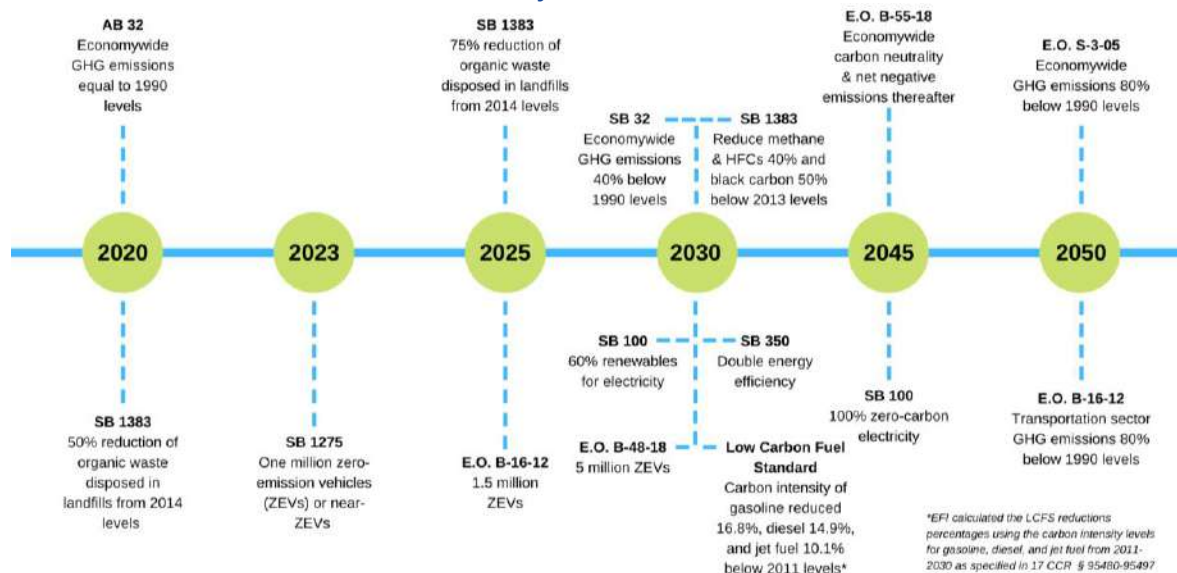 AB 32
Economywide
GHG emissions
equal to 1990
levels
SB 1383
75% reduction of
organic waste
disposed in landfills
from 2014 levels
SB 32
Economywide
GHG emissions
40% below
1990 levels
SB 1383
Reduce methane
& HFCs 40% and
black carbon 50%
below 2013 levels
E.O. B-55-18
Economywide
carbon neutrality
& net negative
emissions thereafter
E.O. S-3-05
Economywide
GHG emissions 80%
below 1990 levels
2020
2023
2025
2030
2045
2050
SB 1383
50% reduction of
organic waste
disposed in
landfills from 2014
levels
SB 1275
One million zero-
emission vehicles
(ZEVs) or near-
ZEVs
E.O. B-16-12
1.5 million
ZEVs
SB 100
60% renewables
for electricity
SB 350
Double energy
efficiency
E.O. B-48-18
5 million ZEVs
Low Carbon Fuel
Standard
Carbon intensity of
gasoline reduced
16.8%, diesel 14.9%,
and jet fuel 10.1%
below 2011 levels*
SB 100
100% zero-carbon
electricity
E.O. B-16-12
Transportation sector
GHG emissions 80%
below 1990 levels
*EFI calculated the LCFS reductions
percentages using the carbon intensity levels
for gasoline, diesel, and jet fuel from 2011-
2030 as specified in 17 CCR § 95480-95497